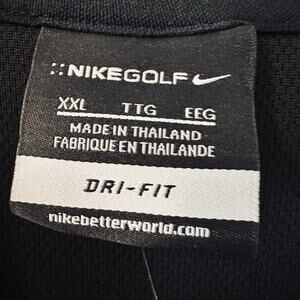 NIKEGOLF
XXL TTG EEG
MADE IN THAILAND
FABRIQUE EN THAILANDE
DRI-FIT
nikebetterworld.com